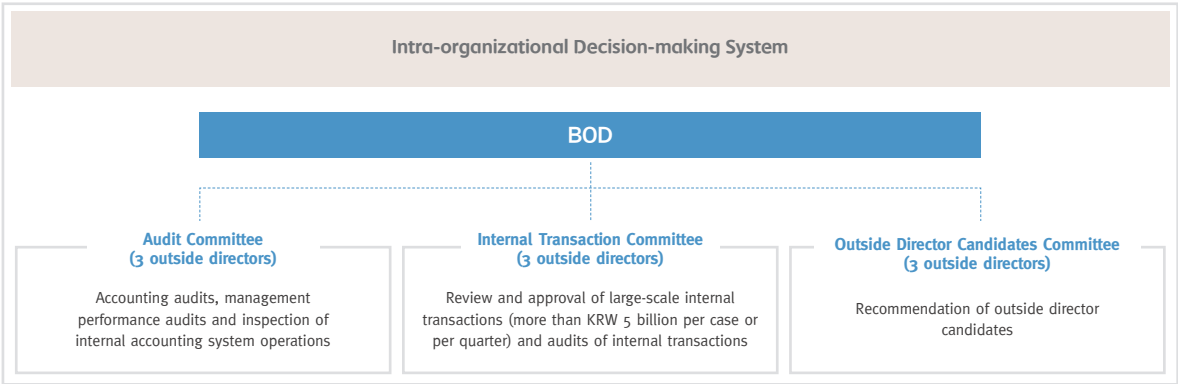 Intra-organizational Decision-making System
BOD
Audit Committee
(3 outside directors)
Accounting audits, management
performance audits and inspection of
internal accounting system operations
Internal Transaction Committee
(3 outside directors)
Review and approval of large-scale internal
transactions (more than KRW 5 billion per case or
per quarter) and audits of internal transactions
Outside Director Candidates Committee
(3 outside directors)
Recommendation of outside director
candidates